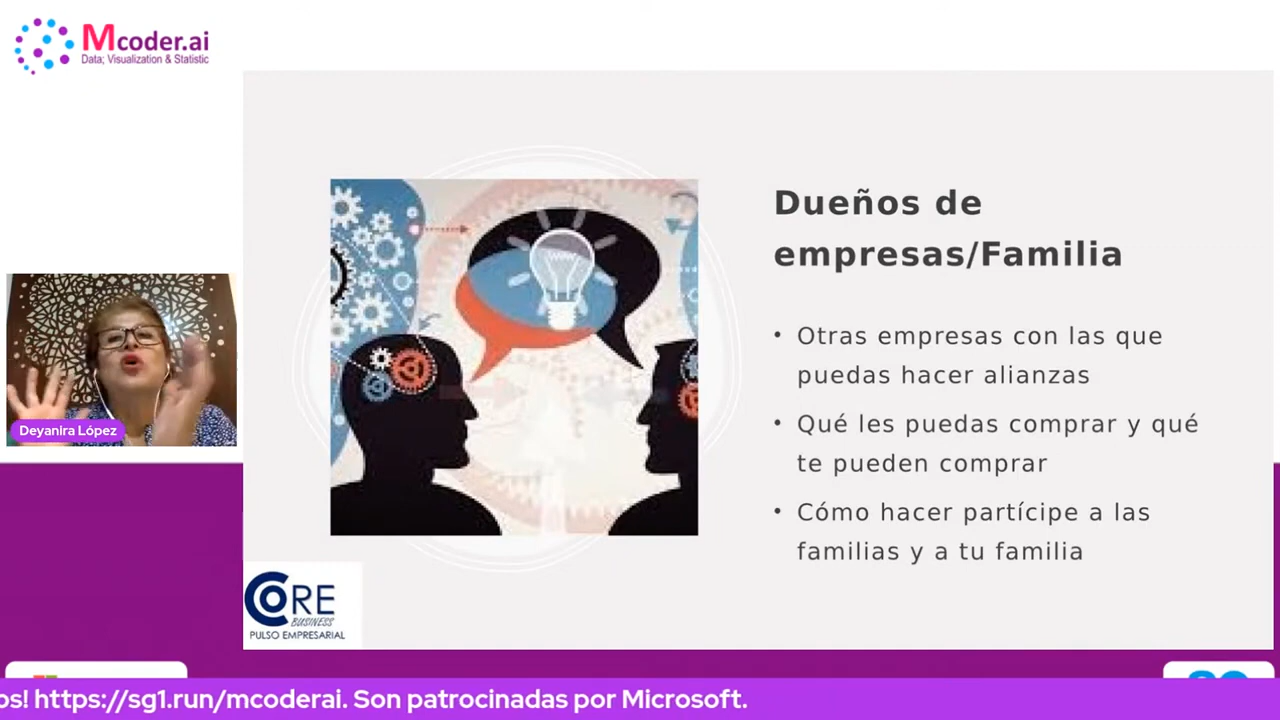 Mcoder.ai
Data; Visualization & Statistic
Dueños de
empresas/Familia
• Otras empresas con las que
puedas hacer alianzas
• Qué les puedas comprar y qué
te pueden comprar
• Cómo hacer partícipe a las
familias y a tu familia
Deyanira López
CORE
BUSINESS
PULSO EMPRESARIAL
https://sg1.run/mcoderai. Son patrocinadas por Microsoft.